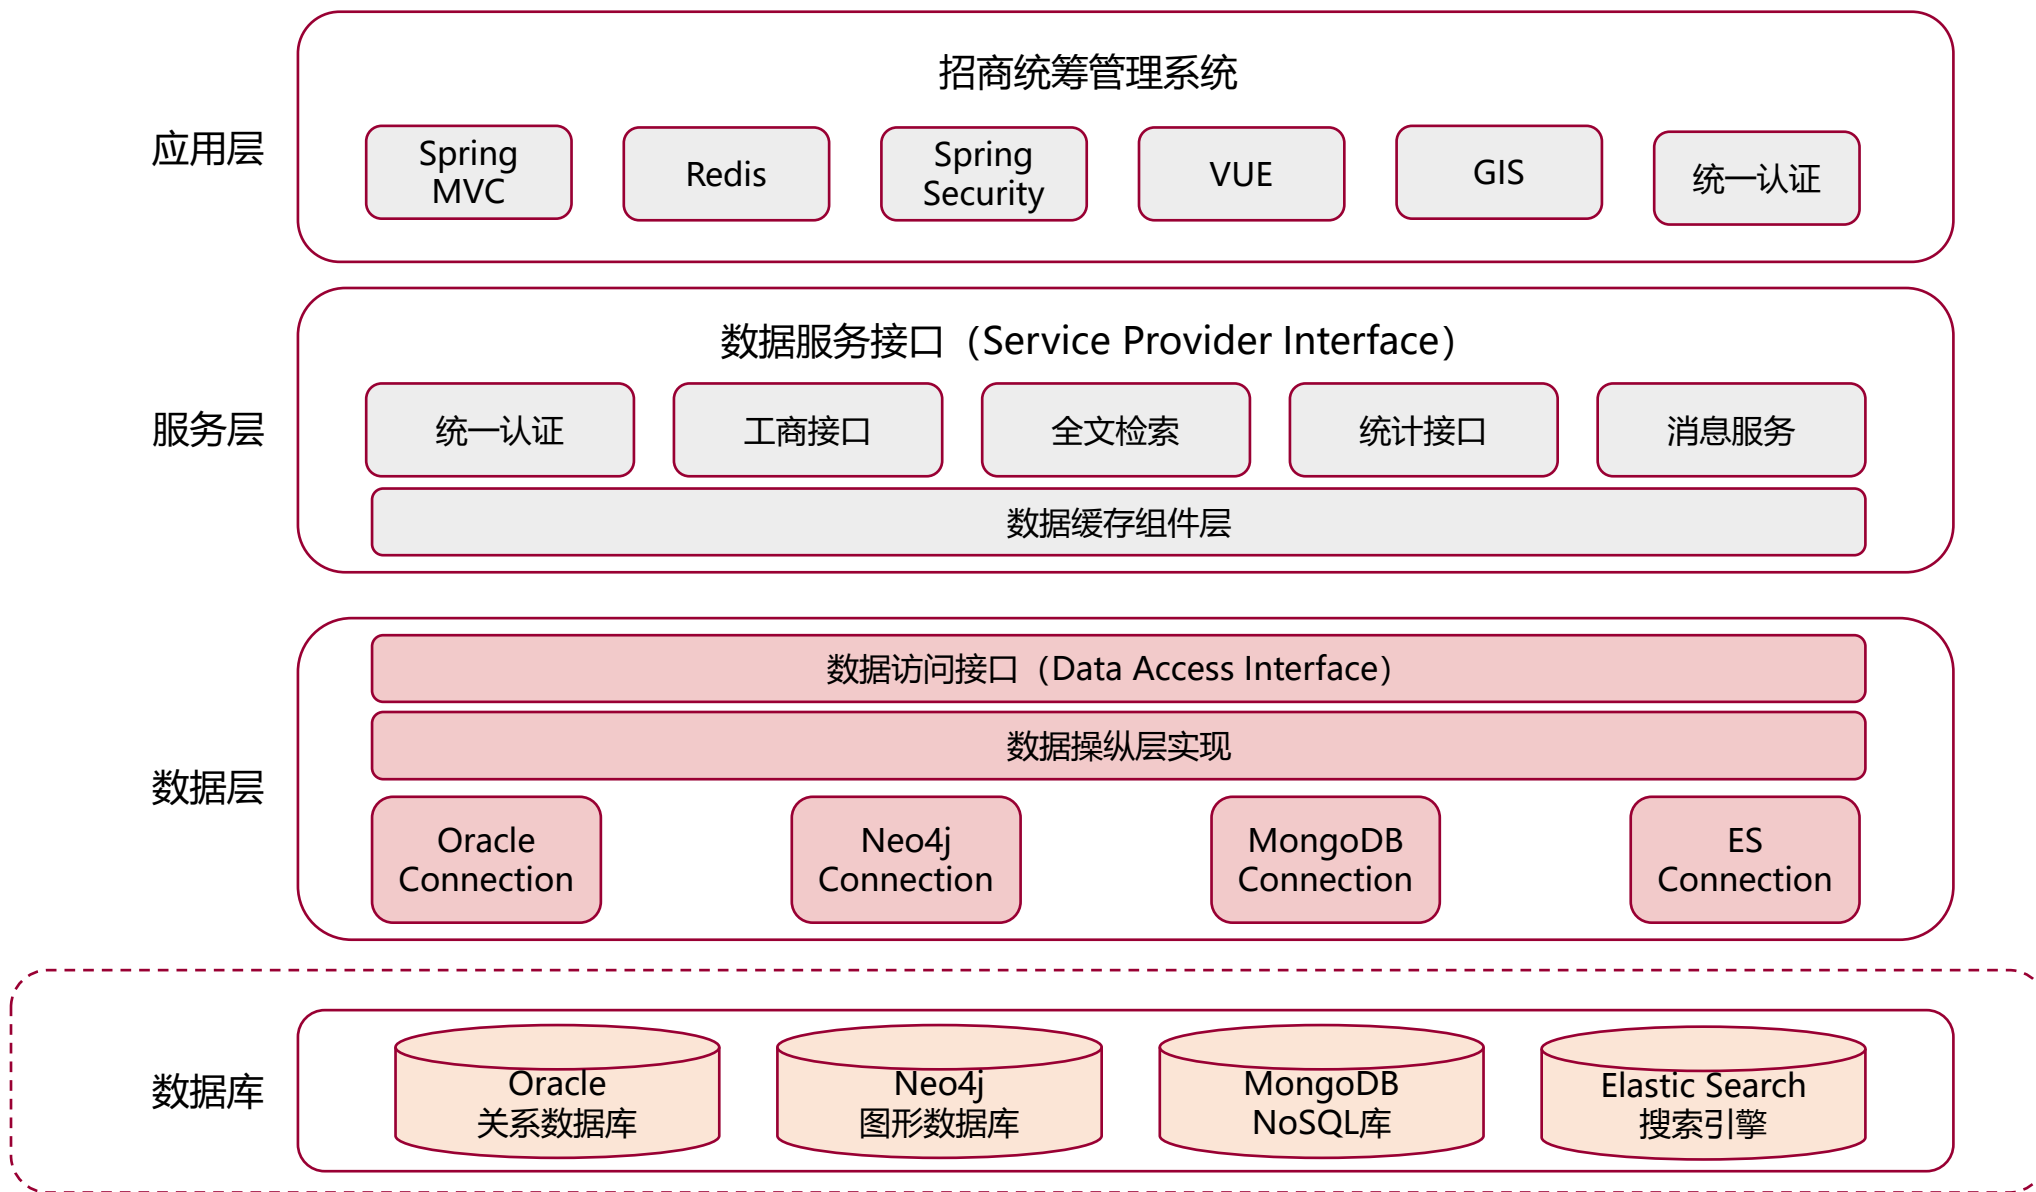 招商统筹管理系统
应用层
Spring
MVC
Redis
Spring
Security
VUE
GIS
统一认证
数据服务接口（Service Provider Interface）
服务层
统一认证
工商接口
全文检索
统计接口
消息服务
数据缓存组件层
数据访问接口（Data Access Interface）
数据操纵层实现
数据层
Oracle
Connection
Neo4j
Connection
MongoDB
Connection
ES
Connection
数据库
Oracle
关系数据库
Neo4j
图形数据库
MongoDB
NoSQL库
Elastic Search
搜索引擎